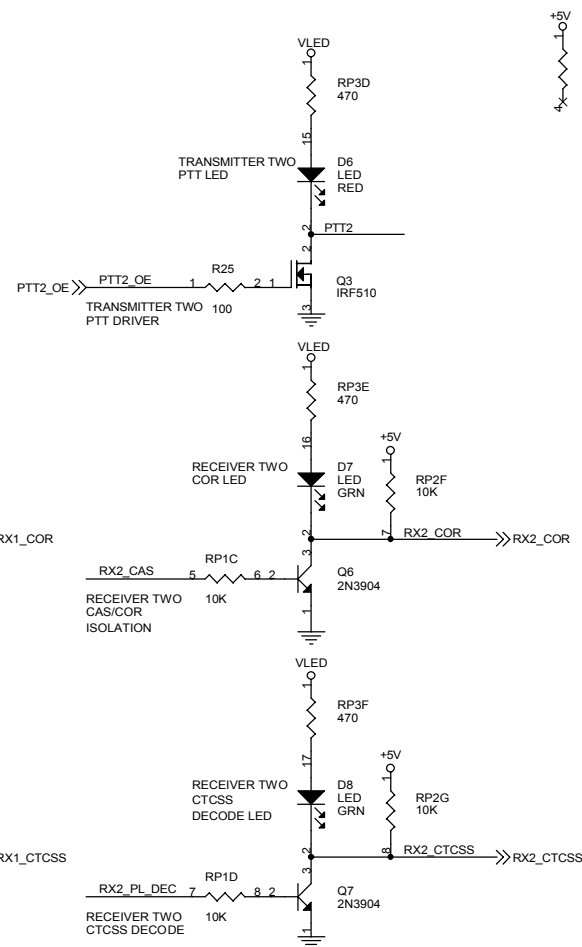 +5V
1
4
VLED
1
RP3D
470
15
TRANSMITTER TWO
PTT LED
D6
LED
RED
2
PTT2
2
PTT2_OE
PTT2_OE
1
R25
2
1
100
Q3
IRF510
3
TRANSMITTER TWO
PTT DRIVER
VLED
1
RP3E
470
16
+5V
1
RECEIVER TWO
COR LED
D7
LED
GRN
RP2F
10K
2
7
RX1_COR
RX2_COR
RX2_COR
3
RX2_CAS
5
RP1C
6
2
10K
Q6
2N3904
1
RECEIVER TWO
CAS/COR
ISOLATION
VLED
1
RP3F
470
17
+5V
1
RECEIVER TWO
CTCSS
DECODE LED
D8
LED
GRN
RP2G
10K
2
8
RX1_CTCSS
RX2_CTCSS
RX2_CTCSS
3
RX2_PL_DEC
7
RP1D
8
2
10K
Q7
2N3904
1
RECEIVER TWO
CTCSS DECODE